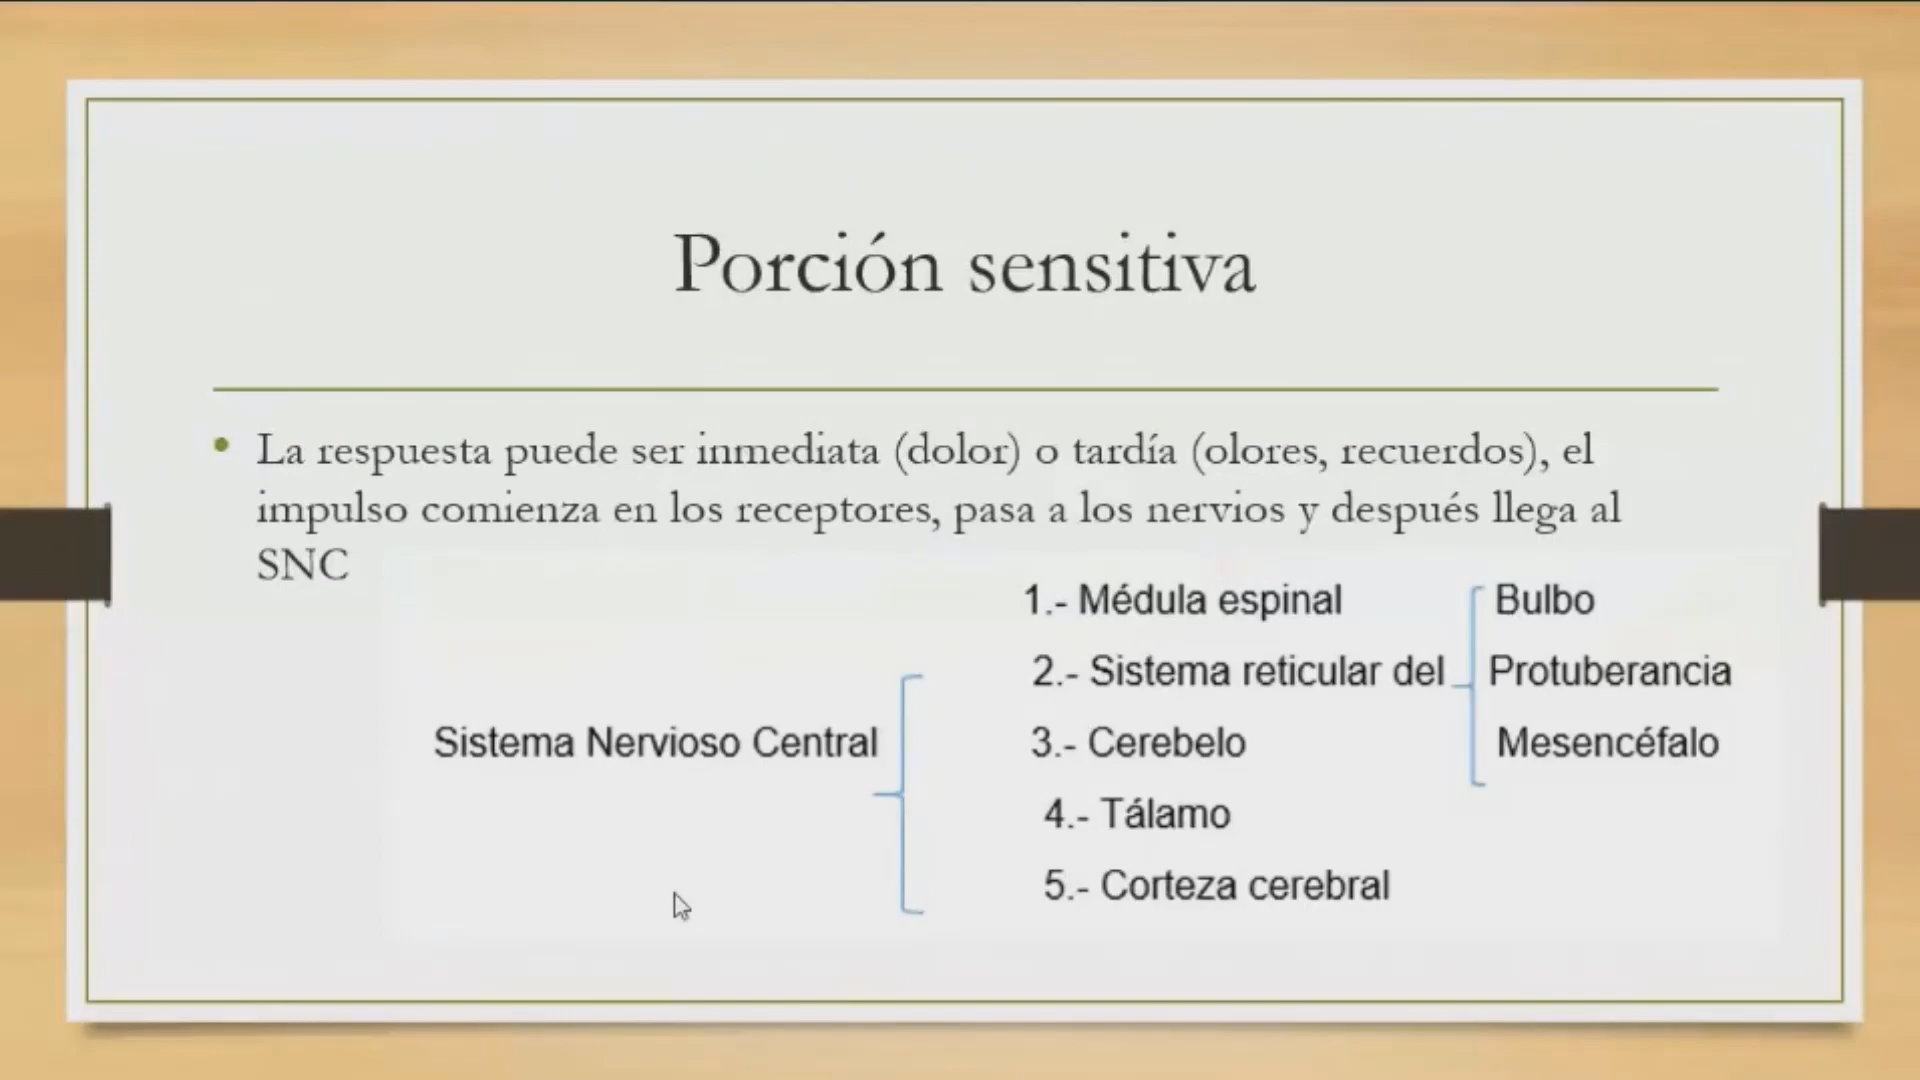 Porción sensitiva
• La respuesta puede ser inmediata (dolor) o tardía (olores, recuerdos), el
impulso comienza en los receptores, pasa a los nervios y después llega al
SNC
Sistema Nervioso Central
1.- Médula espinal
2.- Sistema reticular del
3.- Cerebelo
4.- Tálamo
5.- Corteza cerebral
Bulbo
Protuberancia
Mesencéfalo